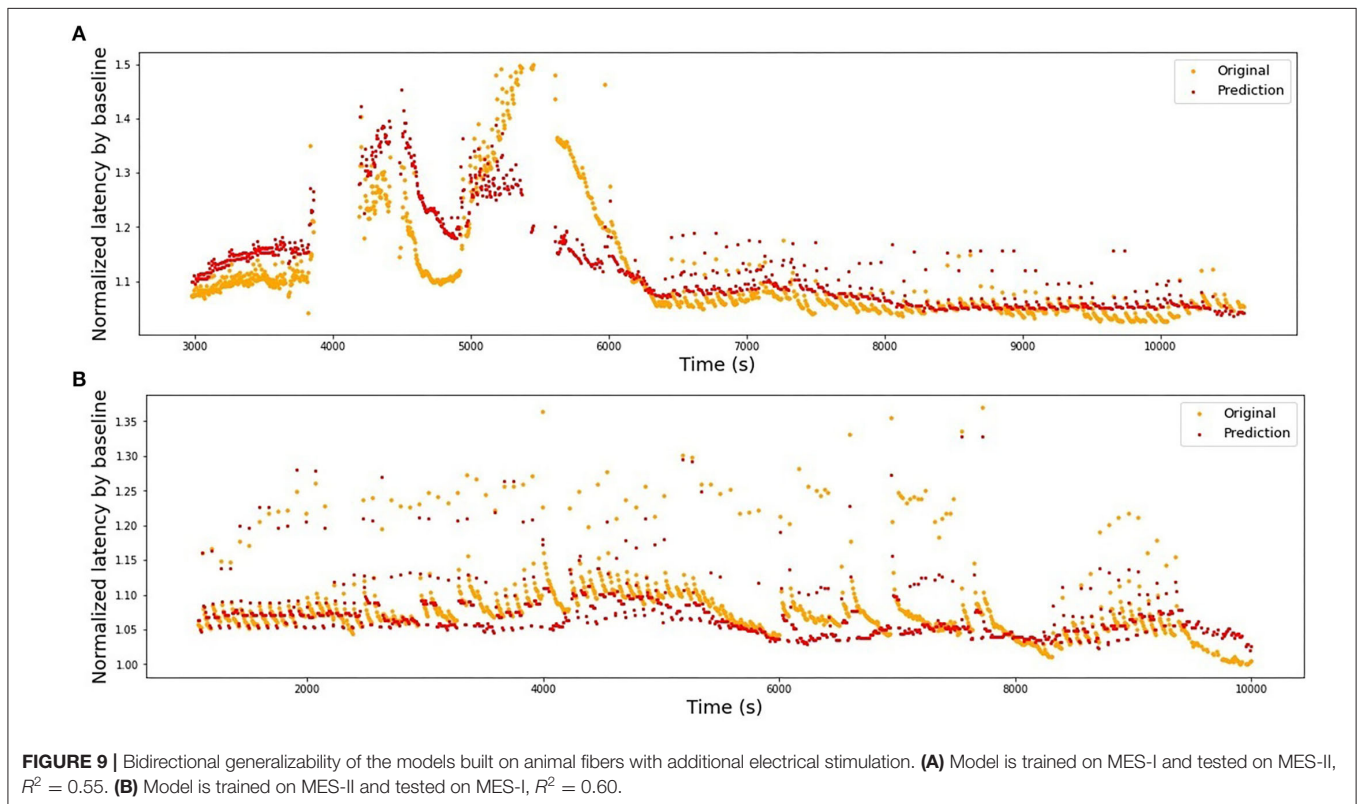 A
Normalized latency by baseline
1.5
1.4
1.3
1.2
1.1
Original
Prediction
3000 4000 5000 6000 7000 8000 9000 10000
Time (s)
B
Normalized latency by baseline
1.35
1.30
1.25
1.20
1.15
1.10
1.05
1.00
Original
Prediction
2000 4000 6000 8000 10000
Time (s)
FIGURE 9 | Bidirectional generalizability of the models built on animal fibers with additional electrical stimulation. (A) Model is trained on MES-I and tested on MES-II,
R² = 0.55. (B) Model is trained on MES-II and tested on MES-I, R² = 0.60.